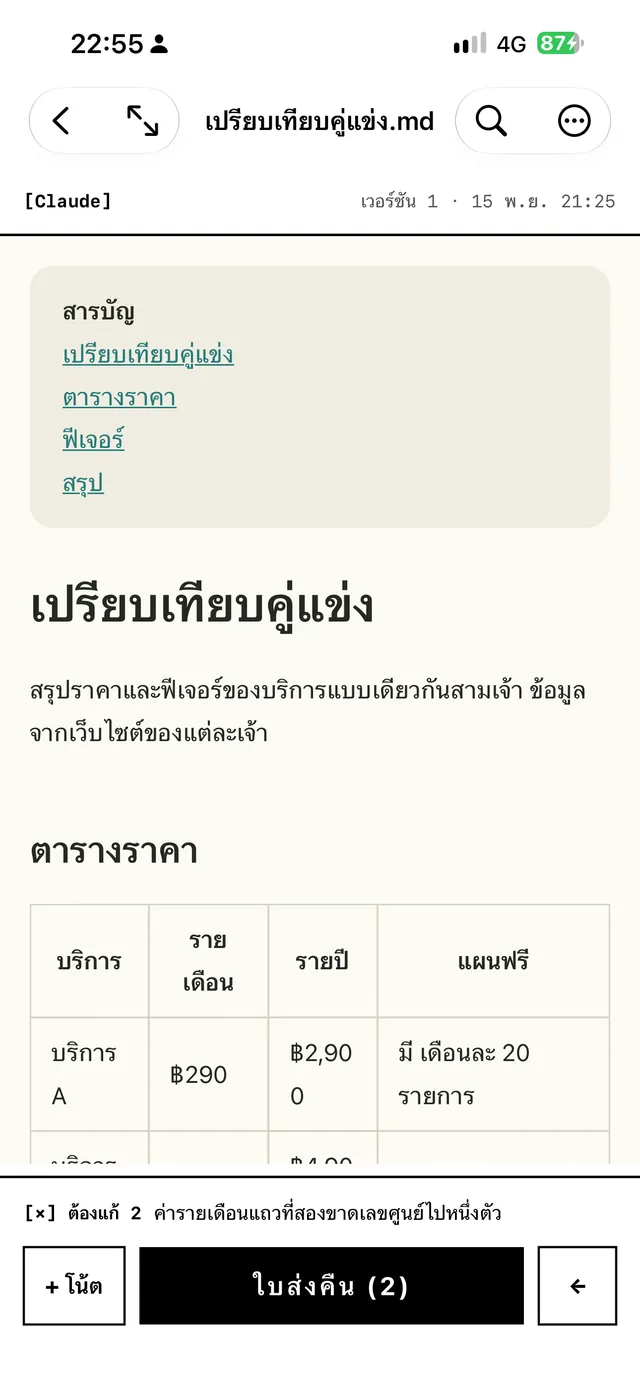 22:55
4G
87
เปรียบเทียบคู่แข่ง.md
[Claude]
เวอร์ชัน 1 · 15 พ.ย. 21:25
สารบัญ
เปรียบเทียบคู่แข่ง
ตารางราคา
ฟีเจอร์
สรุป
เปรียบเทียบคู่แข่ง
สรุปราคาและฟีเจอร์ของบริการแบบเดียวกันสามเจ้า ข้อมูล
จากเว็บไซต์ของแต่ละเจ้า
ตารางราคา
บริการ
ราย
เดือน
รายปี
แผนฟรี
บริการ
A
฿290
฿2,90
0
มี เดือนละ 20
รายการ
[×] ต้องแก้ 2 ค่ารายเดือนแถวที่สองขาดเลขศูนย์ไปหนึ่งตัว
+ โน้ต
ใบส่งคืน (2)
←